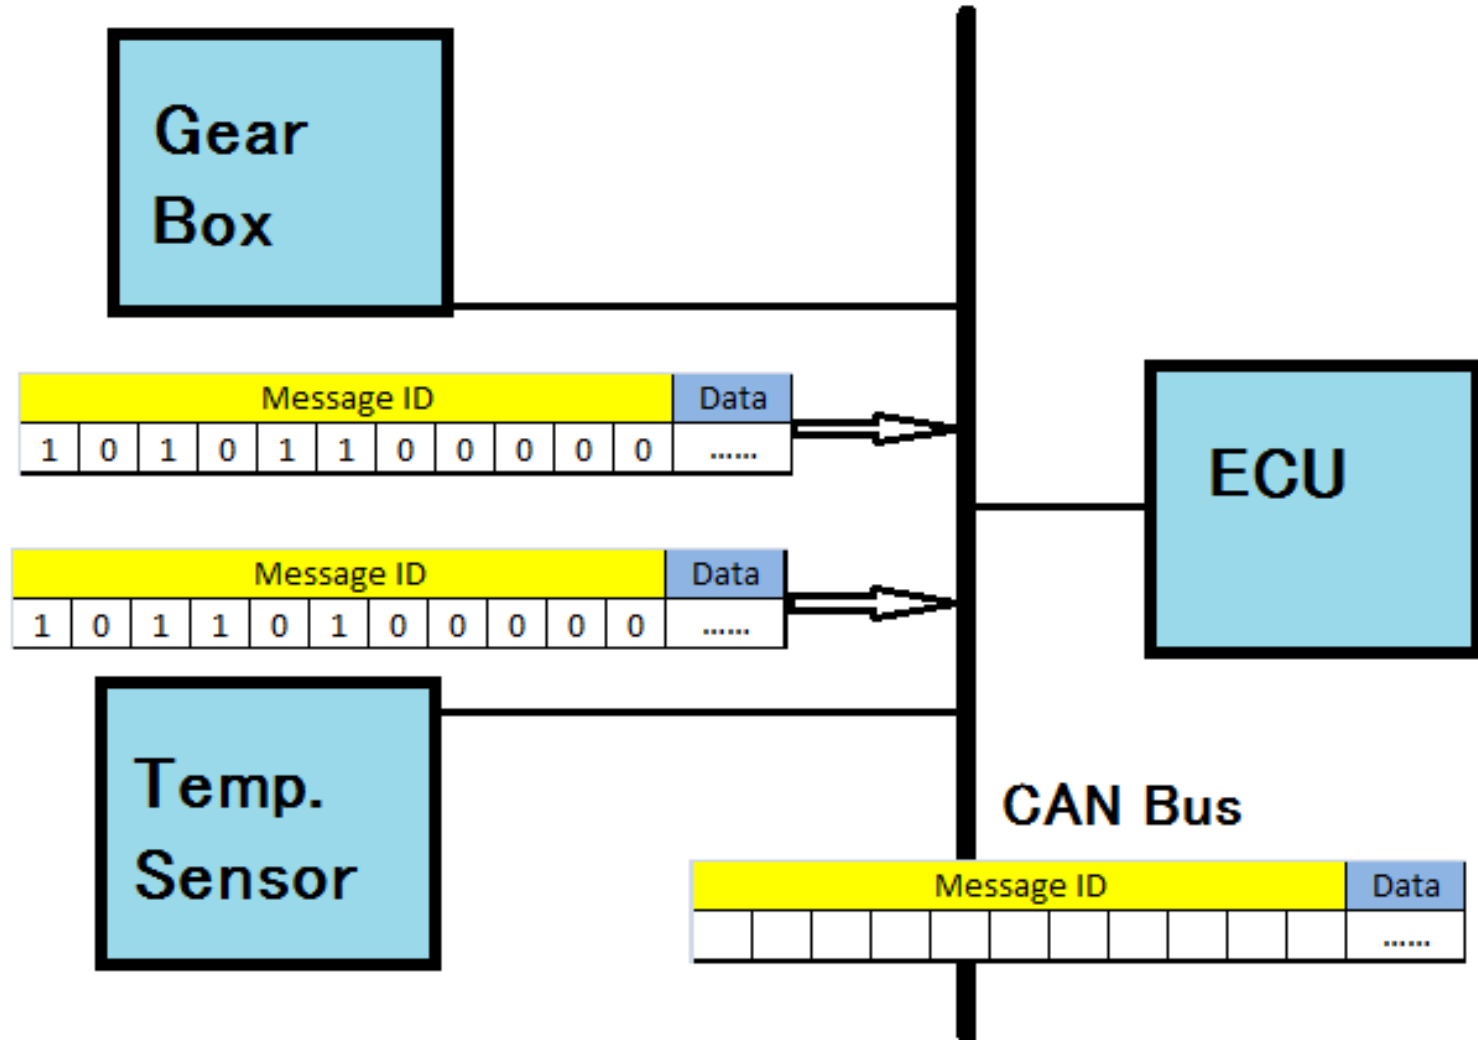 Gear
Box
Message ID Data
1 0 1 0 1 1 0 0 0 0 0 ......
ECU
Message ID Data
1 0 1 1 0 1 0 0 0 0 0 ......
Temp.
Sensor
CAN Bus
Message ID Data
......